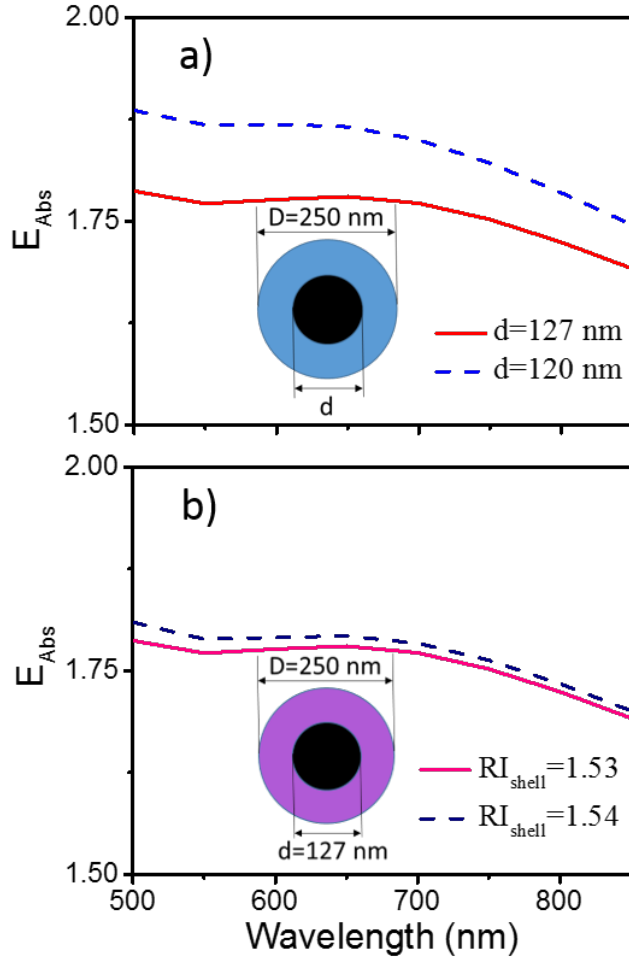 2.00
a)
1.75
E_Abs
D=250 nm
d=127 nm
d=120 nm
d
1.50
2.00
b)
1.75
E_Abs
D=250 nm
RI_shell=1.53
RI_shell=1.54
d=127 nm
1.50
500 600 700 800
Wavelength (nm)